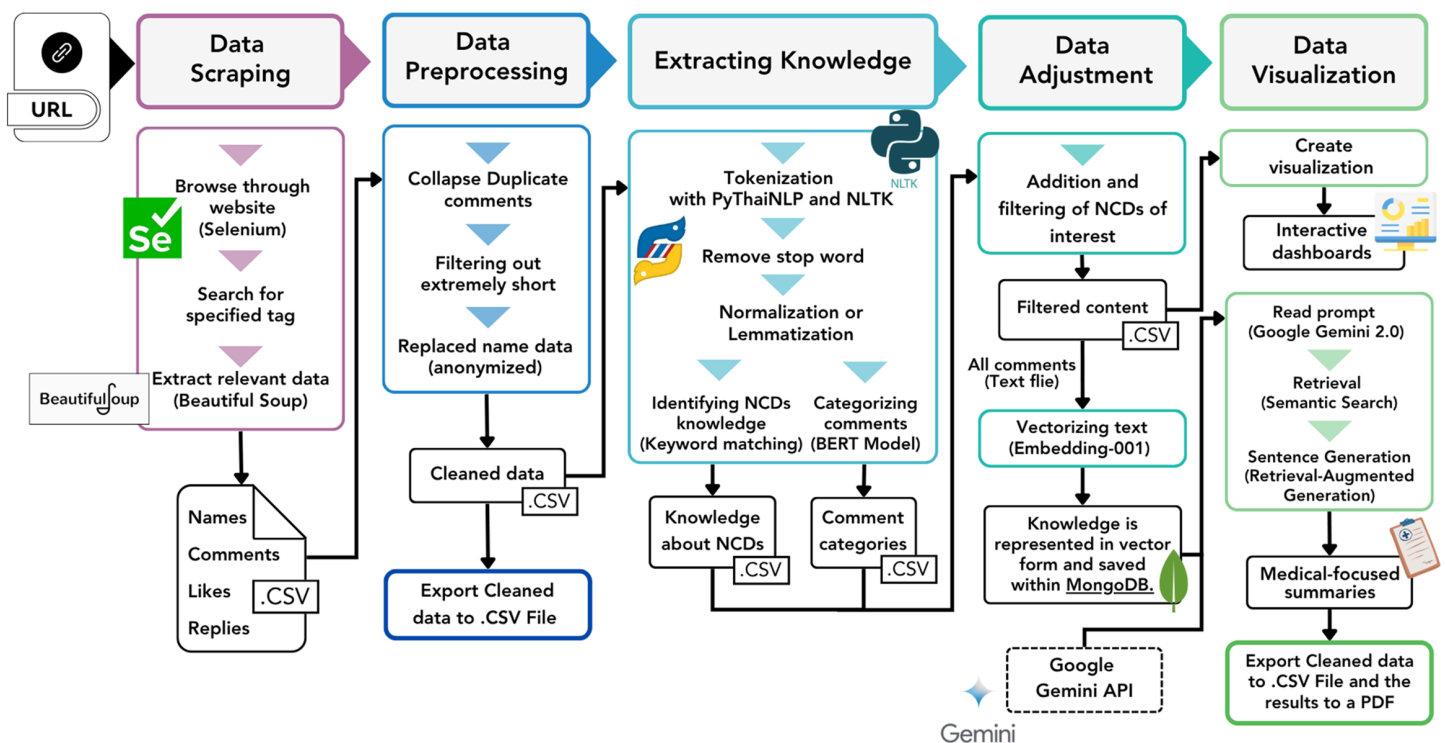 URL
Data
Scraping
Data
Preprocessing
Extracting Knowledge
Data
Adjustment
Data
Visualization
Browse through
website
(Selenium)
Se
Search for
specified tag
Extract relevant data
(Beautiful Soup)
BeautifulSoup
Names
Comments
Likes
Replies
.CSV
Collapse Duplicate
comments
Filtering out
extremely short
Replaced name data
(anonymized)
Cleaned data
.CSV
Export Cleaned
data to .CSV File
NLTK
Tokenization
with PyThaiNLP and NLTK
Remove stop word
Normalization or
Lemmatization
Identifying NCDs
knowledge
(Keyword matching)
Categorizing
comments
(BERT Model)
Knowledge
about NCDs
.CSV
Comment
categories
.CSV
Addition and
filtering of NCDs of
interest
Filtered content
.CSV
All comments
(Text flie)
Vectorizing text
(Embedding-001)
Knowledge is
represented in vector
form and saved
within MongoDB.
Google
Gemini API
Gemini
Create
visualization
Interactive
dashboards
Read prompt
(Google Gemini 2.0)
Retrieval
(Semantic Search)
Sentence Generation
(Retrieval-Augmented
Generation)
Medical-focused
summaries
Export Cleaned data
to .CSV File and the
results to a PDF